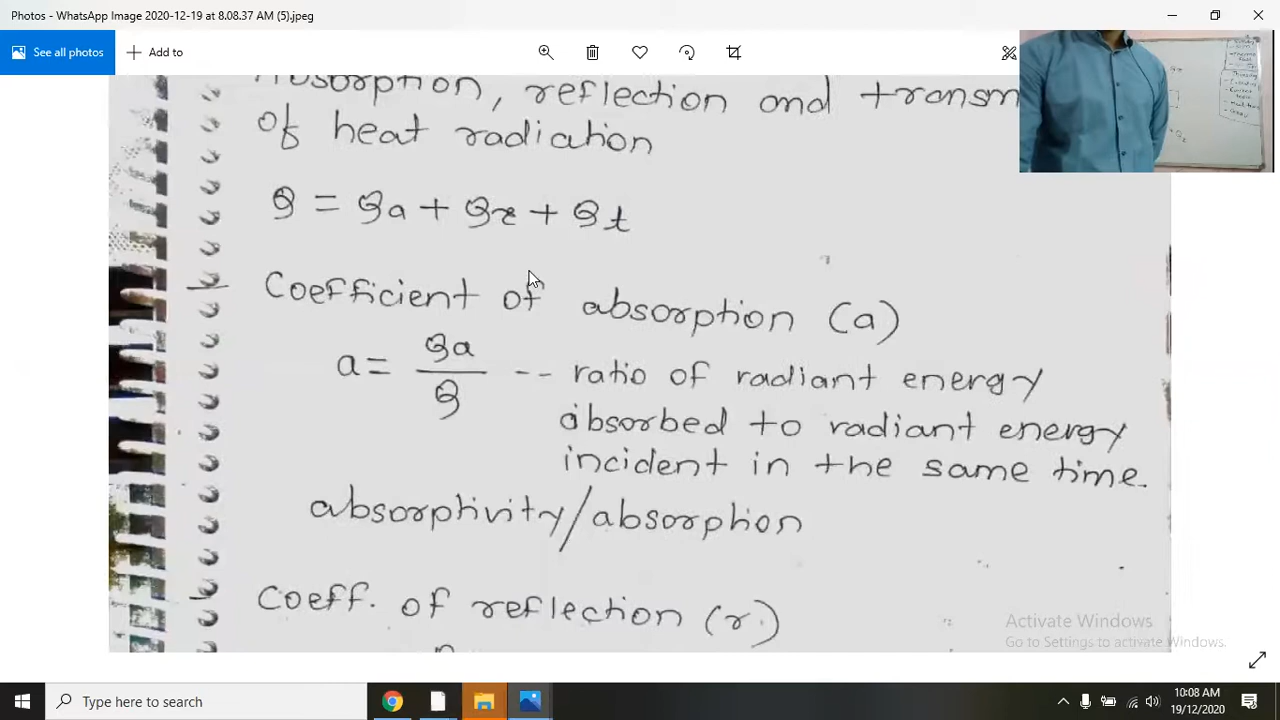 Photos - WhatsApp Image 2020-12-19 at 8.08.37 AM (5).jpeg
See all photos
Add to
Absorption, reflection and transm
of heat radiation
Q = Qa + Qr + Qt
Coefficient of absorption (a)
a = Qa / Q -- ratio of radiant energy
absorbed to radiant energy
incident in the same time.
absorptivity/absorption
Coeff. of reflection (r)
Activate Windows
Go to Settings to activate Windows.
Type here to search
10:08 AM
19/12/2020